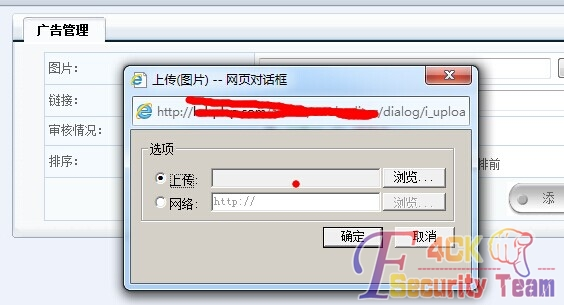 广告管理
图片：
上传(图片) -- 网页对话框
链接：
http:// /dialog/i_uploa
审核情况：
选项
排序：
上传：
浏览...
排前
网络：
http://
浏览...
添
确定
取消
F4CK
Security Team